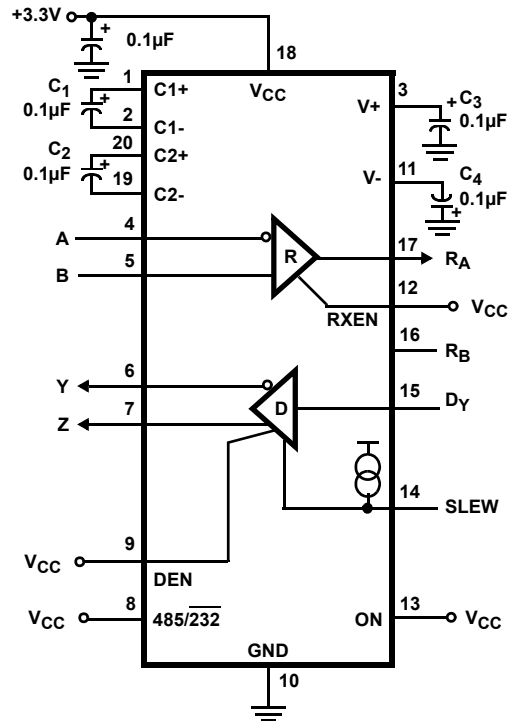 +3.3V
+
0.1µF
18
1
C1+
VCC
C1
+
0.1µF
3
V+
+
C3
0.1µF
2
C1-
20
C2+
C2
+
0.1µF
19
C2-
11
V-
C4
0.1µF
+
A
4
R
17
RA
B
5
12
RXEN
VCC
16
RB
Y
6
D
15
DY
Z
7
14
SLEW
VCC
9
DEN
VCC
8
485/232
ON
13
VCC
GND
10